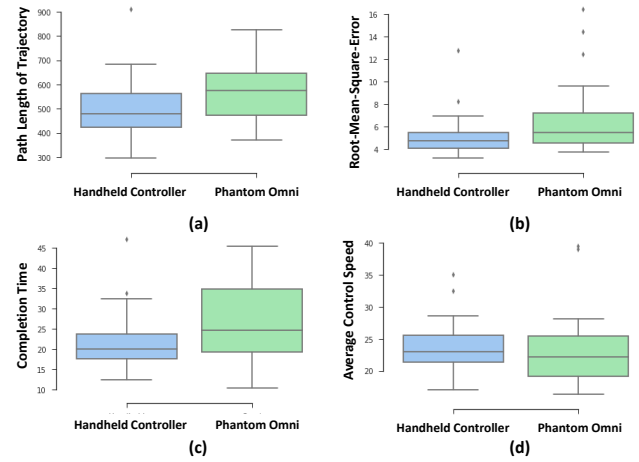 Path Length of Trajectory
900
800
700
600
500
400
300
Handheld Controller Phantom Omni
(a)
Root-Mean-Square-Error
16
14
12
10
8
6
4
Handheld Controller Phantom Omni
(b)
Completion Time
45
40
35
30
25
20
15
10
Handheld Controller Phantom Omni
(c)
Average Control Speed
40
35
30
25
20
Handheld Controller Phantom Omni
(d)